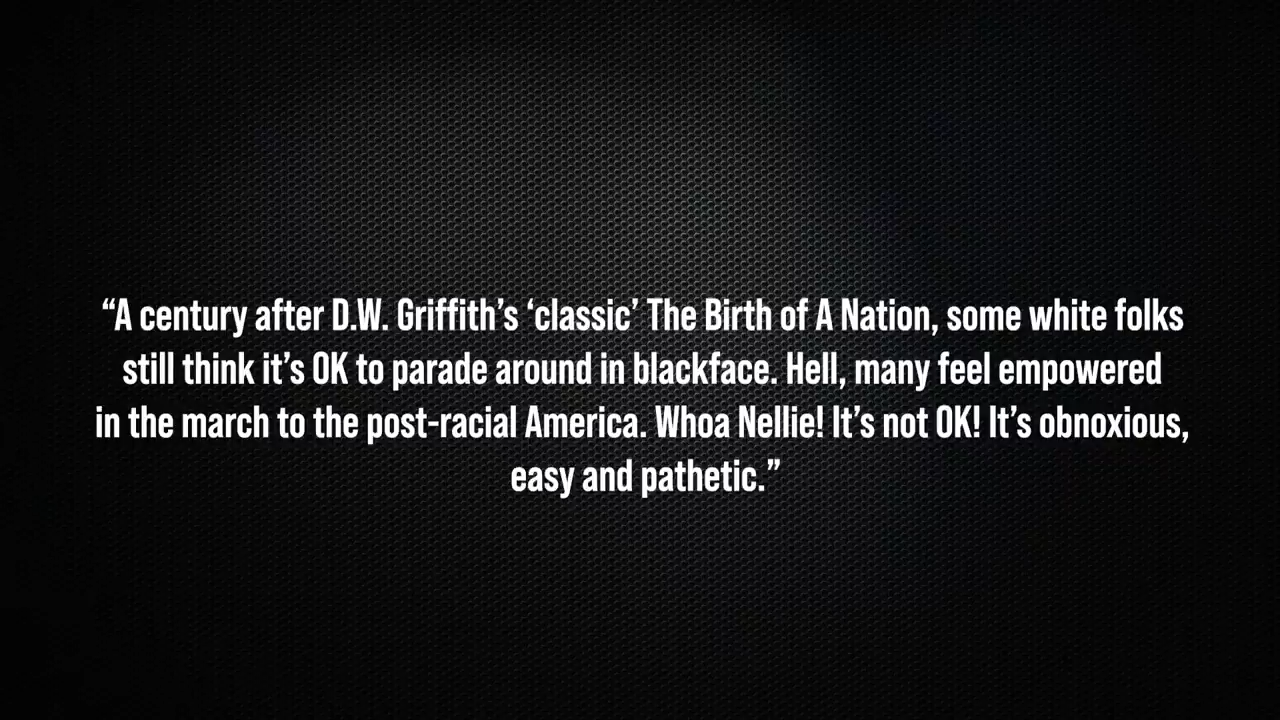 “A century after D.W. Griffith’s ‘classic’ The Birth of A Nation, some white folks
still think it’s OK to parade around in blackface. Hell, many feel empowered
in the march to the post-racial America. Whoa Nellie! It’s not OK! It’s obnoxious,
easy and pathetic.”